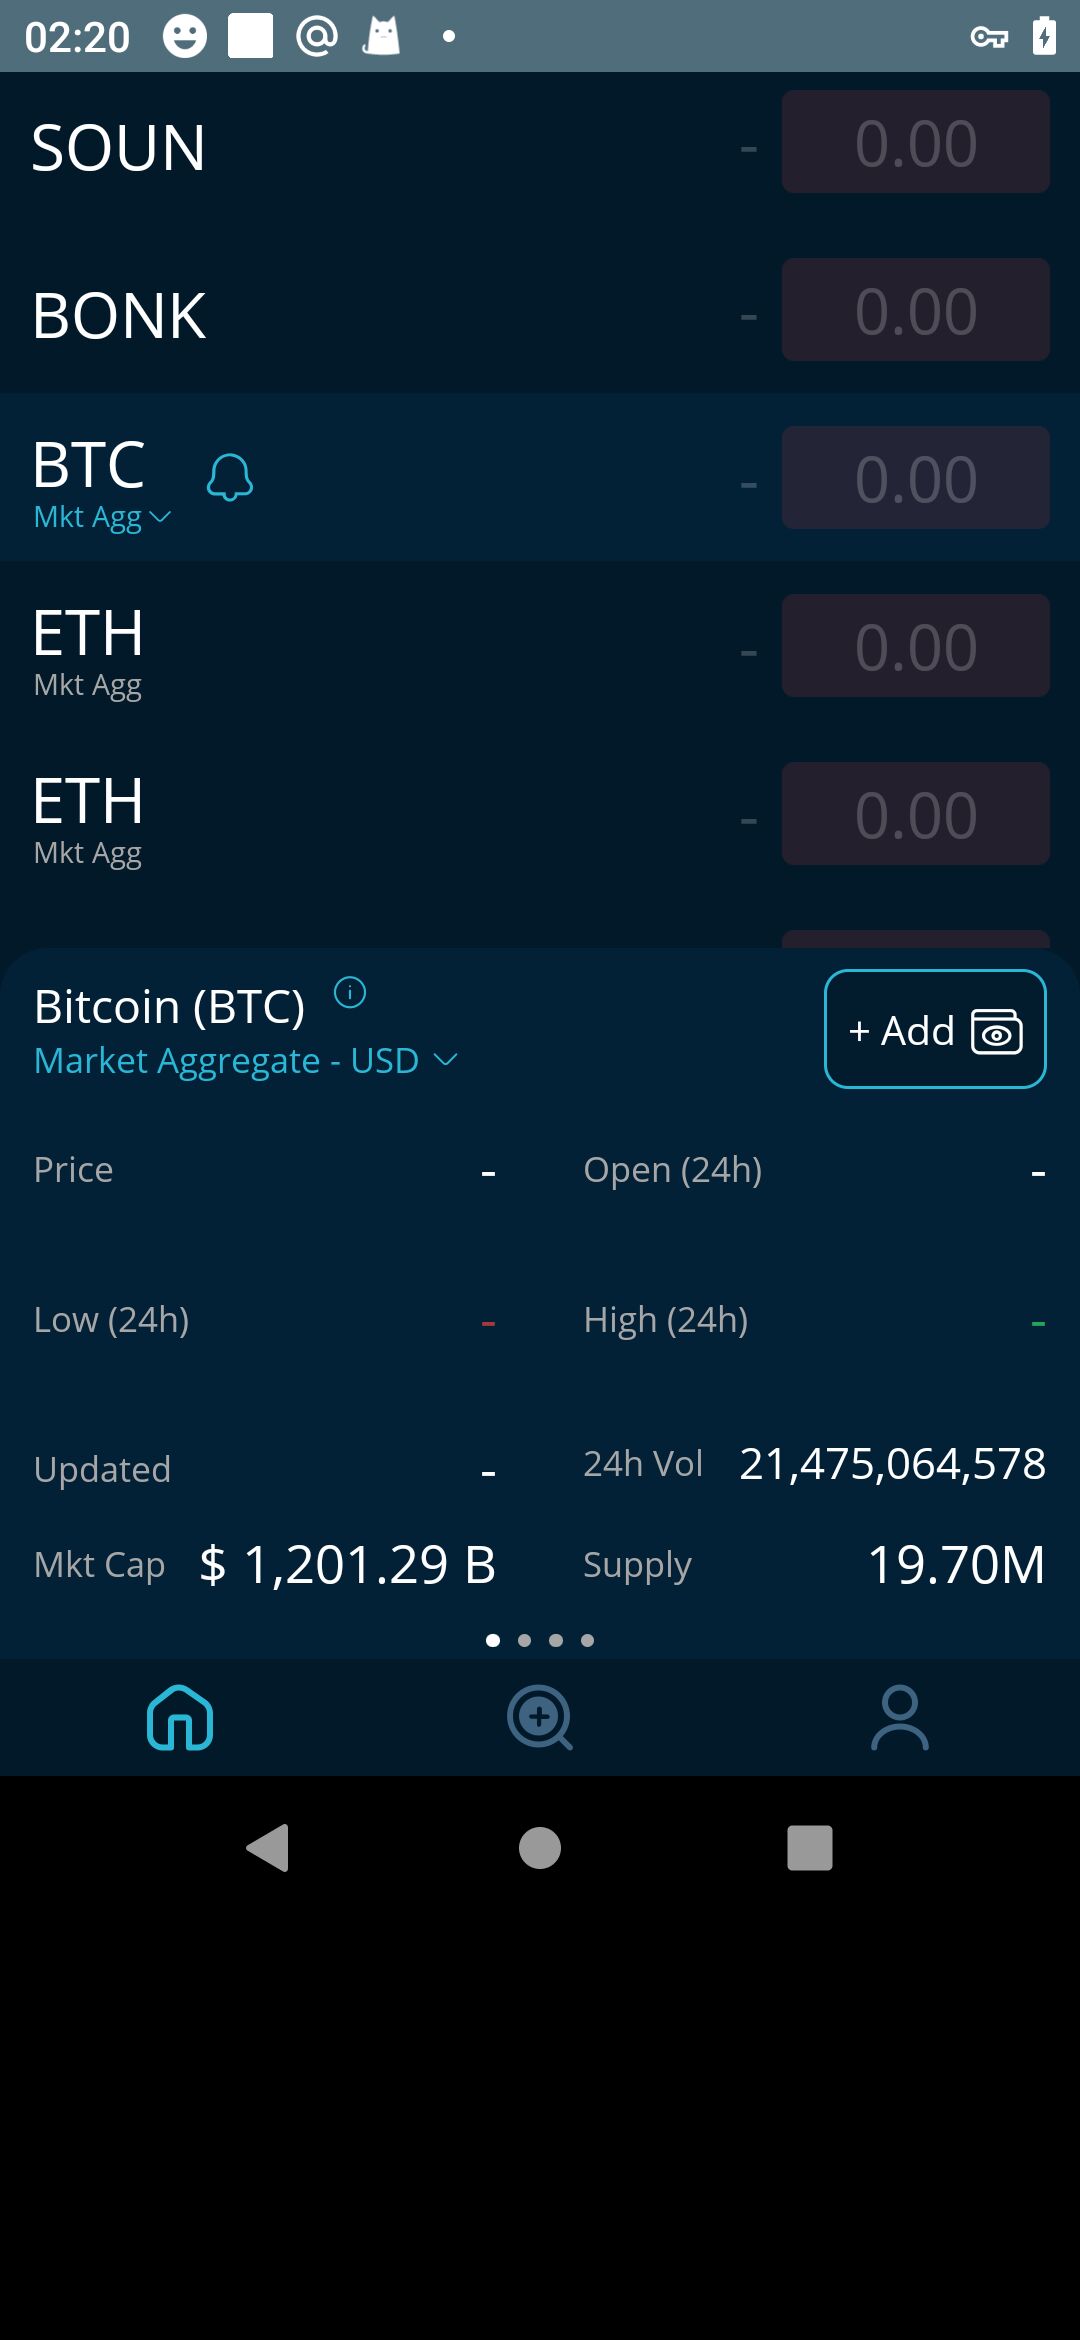 02:20
SOUN - 0.00
BONK - 0.00
BTC - 0.00
Mkt Agg
ETH - 0.00
Mkt Agg
ETH - 0.00
Mkt Agg
Bitcoin (BTC)
+ Add
Market Aggregate - USD
Price - Open (24h) -
Low (24h) - High (24h) -
Updated - 24h Vol 21,475,064,578
Mkt Cap $ 1,201.29 B Supply 19.70M